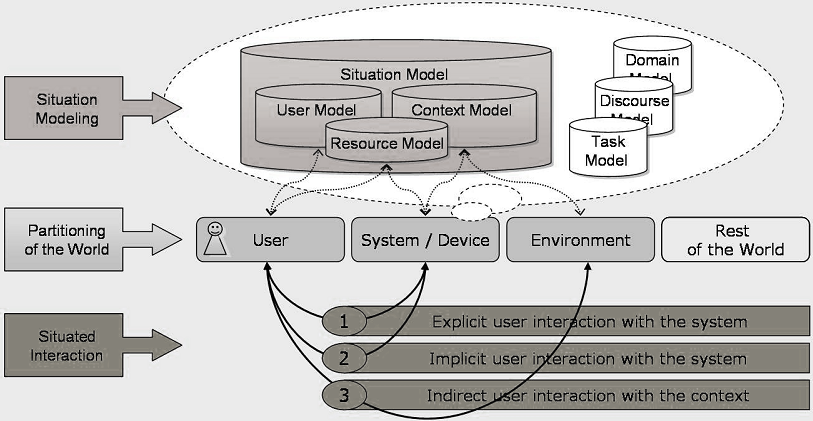 Situation
Modeling
Situation Model
User Model
Context Model
Resource Model
Domain
Model
Discourse
Model
Task
Model
Partitioning
of the World
User
System / Device
Environment
Rest
of the World
Situated
Interaction
1
Explicit user interaction with the system
2
Implicit user interaction with the system
3
Indirect user interaction with the context